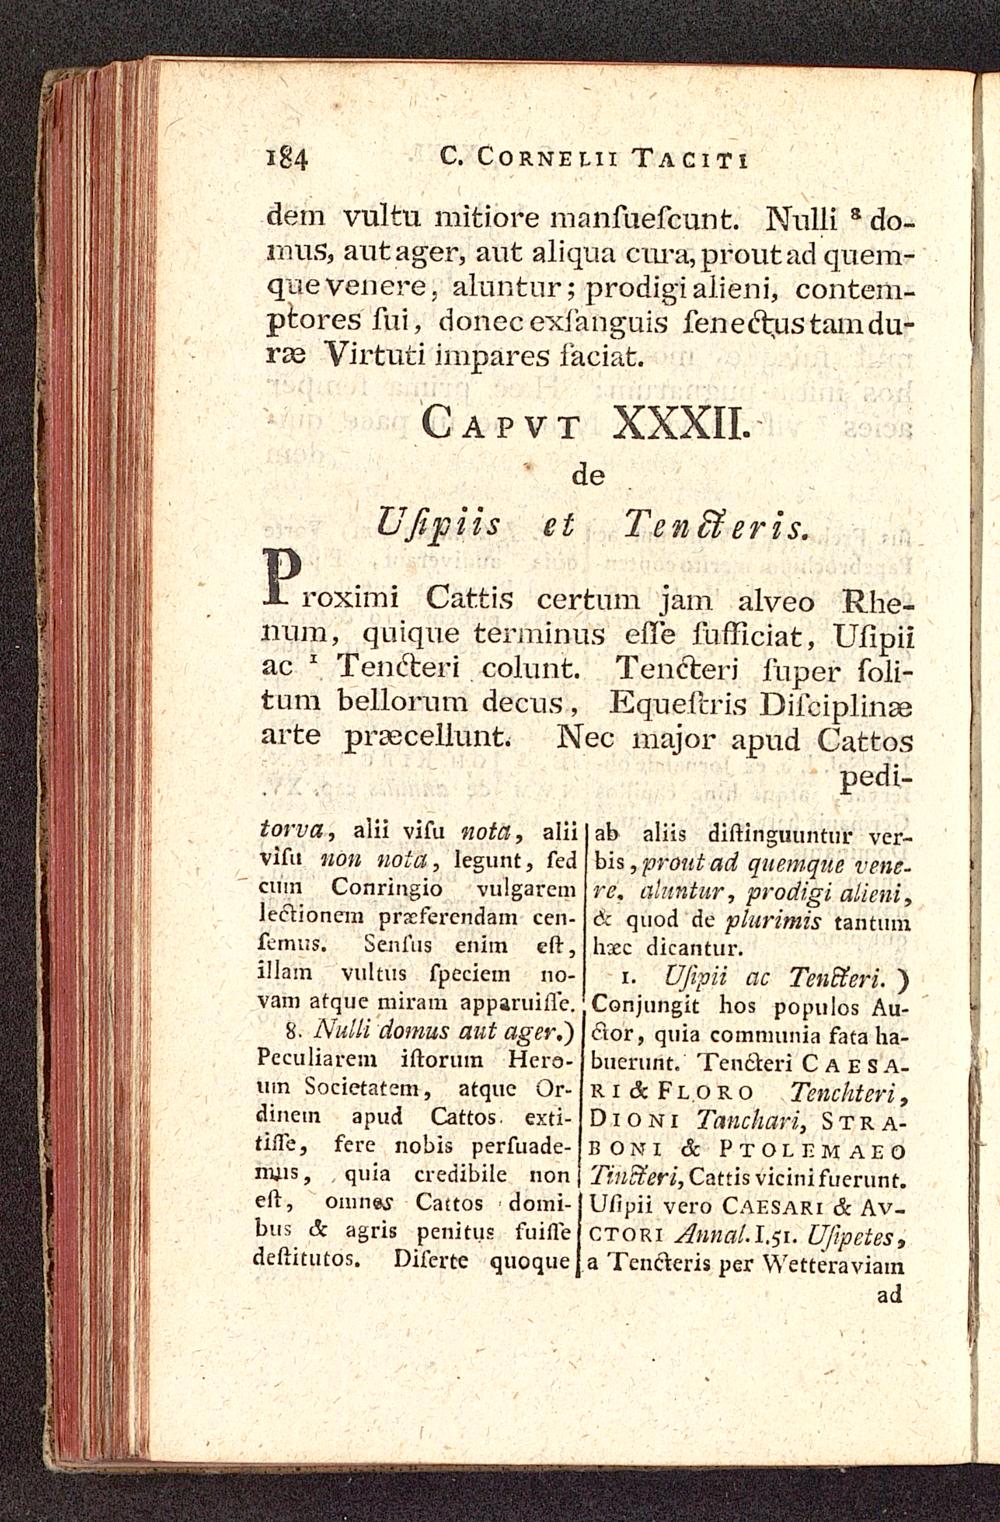 184 C. CORNELII TACITI
dem vultu mitiore manſueſcunt. Nulli ⁸ do-
mus, aut ager, aut aliqua cura, prout ad quem-
que venere, aluntur; prodigi alieni, contem-
ptores ſui, donec exſanguis ſenectus tam du-
ræ Virtuti impares faciat.
CAPVT XXXII.
de
Uſipiis et Tencteris.
Proximi Cattis certum jam alveo Rhe-
num, quique terminus eſſe ſufficiat, Uſipii
ac ¹ Tencteri colunt. Tencteri ſuper ſoli-
tum bellorum decus, Equeſtris Diſciplinæ
arte præcellunt. Nec major apud Cattos
pedi-
torva, alii viſu nota, alii
viſu non nota, legunt, ſed
cum Conringio vulgarem
lectionem præferendam cen-
ſemus. Senſus enim eſt,
illam vultus ſpeciem no-
vam atque miram apparuiſſe.
8. Nulli domus aut ager.)
Peculiarem iſtorum Hero-
um Societatem, atque Or-
dinem apud Cattos exti-
tiſſe, fere nobis perſuade-
mus, quia credibile non
eſt, omnes Cattos domi-
bus & agris penitus fuiſſe
deſtitutos. Diſerte quoque
ab aliis diſtinguuntur ver-
bis, prout ad quemque vene-
re, aluntur, prodigi alieni,
& quod de plurimis tantum
hæc dicantur.
1. Uſipii ac Tencteri.)
Conjungit hos populos Au-
ctor, quia communia fata ha-
buerunt. Tencteri CAESA-
RI & FLORO Tenchteri,
DIONI Tanchari, STRA-
BONI & PTOLEMAEO
Tincteri, Cattis vicini fuerunt.
Uſipii vero CAESARI & AV-
CTORI Annal. I. 51. Uſipetes,
a Tencteris per Wetteraviam
ad